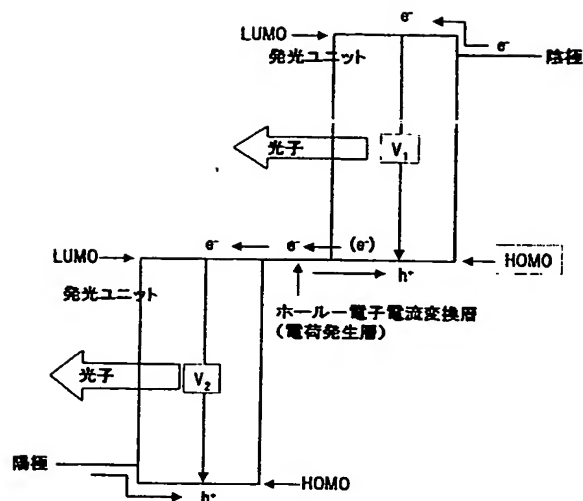 e⁻
LUMO
e⁻
発光ユニット
陰極
光子
V₁
e⁻
e⁻
(e⁻)
LUMO
HOMO
h⁺
発光ユニット
ホールー電子電流変換層
(電荷発生層)
光子
V₂
陽極
HOMO
h⁺